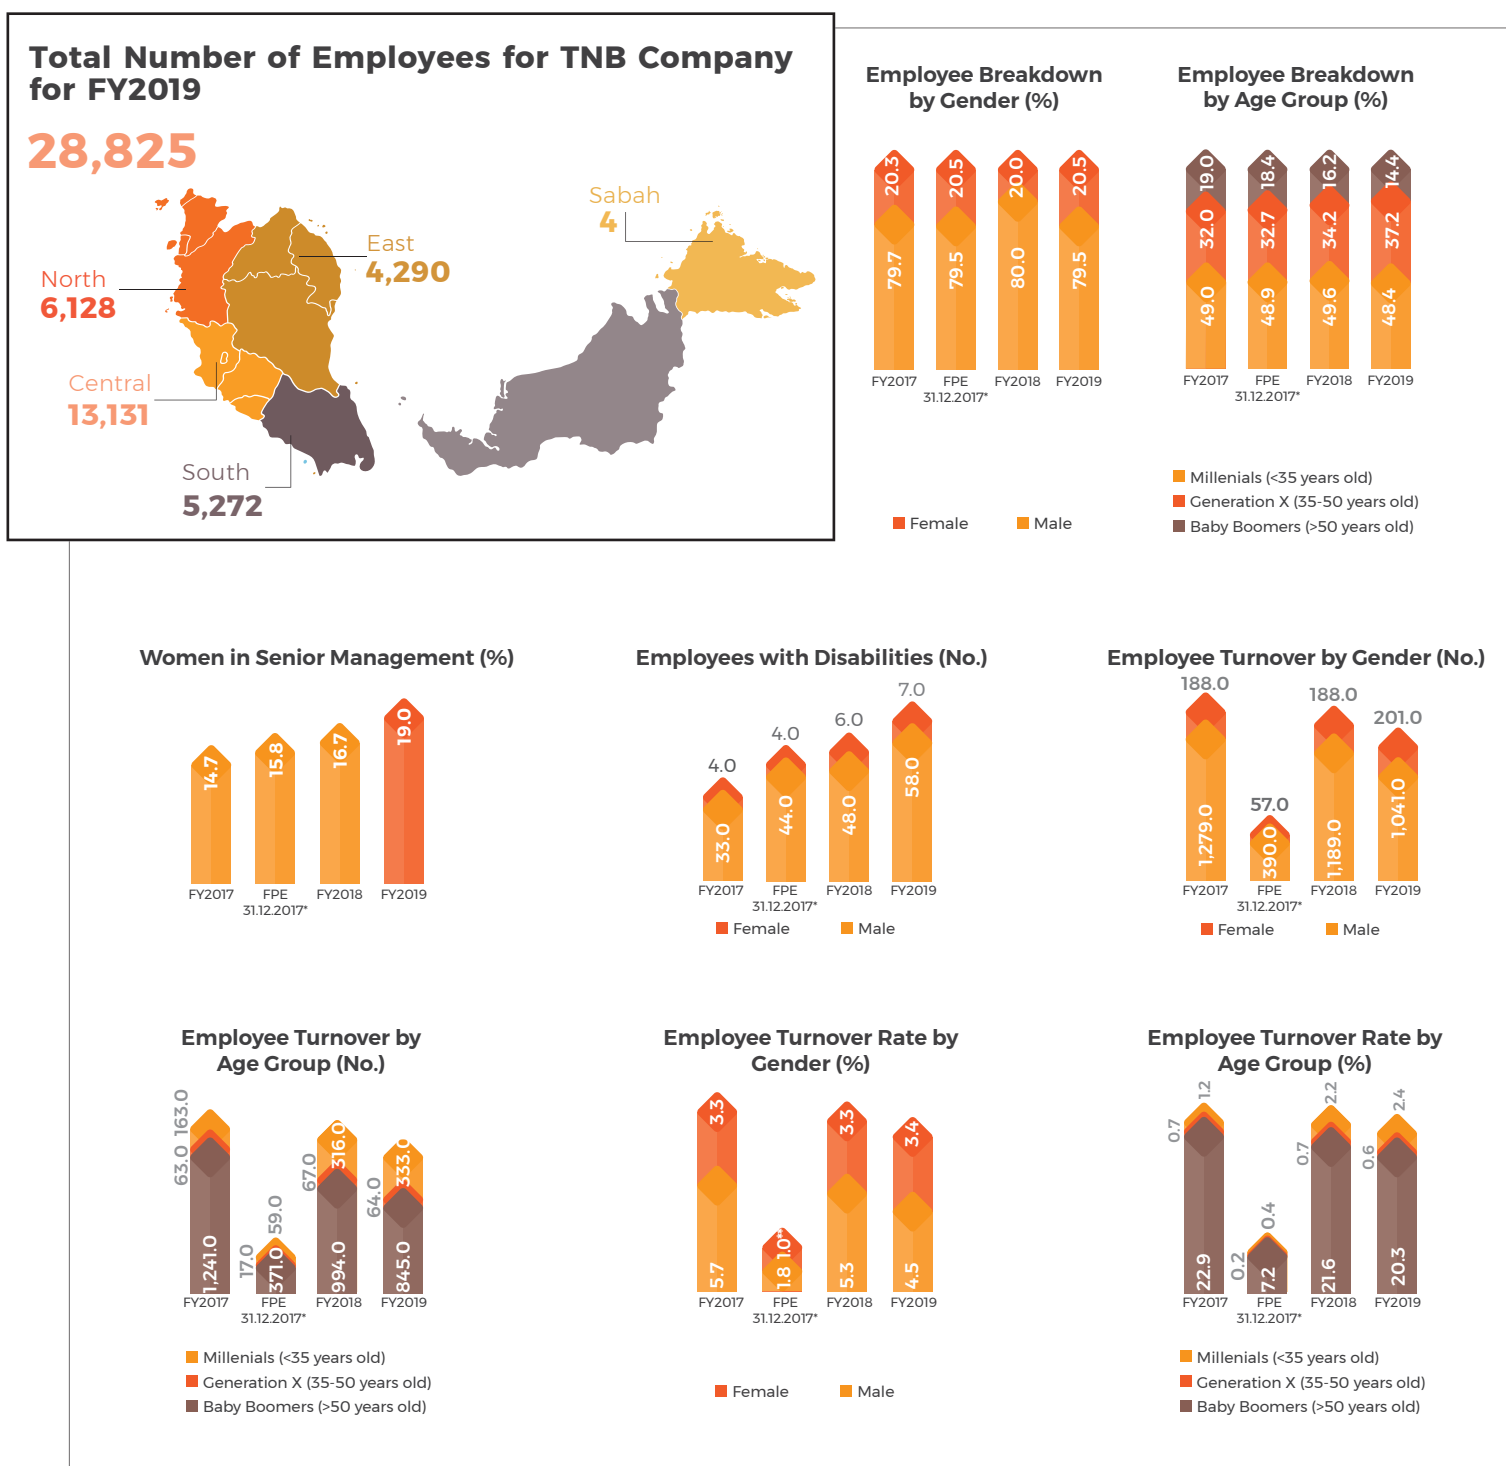 Total Number of Employees for TNB Company
for FY2019
28,825
North
6,128
Central
13,131
South
5,272
East
4,290
Sabah
4
Employee Breakdown
by Gender (%)
20.3
20.5
20.0
20.5
79.7
79.5
80.0
79.5
FY2017
FPE
31.12.2017*
FY2018
FY2019
Female
Male
Employee Breakdown
by Age Group (%)
19.0
18.4
16.2
14.4
32.0
32.7
34.2
37.2
49.0
48.9
49.6
48.4
FY2017
FPE
31.12.2017*
FY2018
FY2019
Millenials (<35 years old)
Generation X (35-50 years old)
Baby Boomers (>50 years old)
Women in Senior Management (%)
14.7
15.8
16.7
19.0
FY2017
FPE
31.12.2017*
FY2018
FY2019
Employees with Disabilities (No.)
4.0
4.0
6.0
7.0
33.0
44.0
48.0
58.0
FY2017
FPE
31.12.2017*
FY2018
FY2019
Female
Male
Employee Turnover by Gender (No.)
188.0
57.0
188.0
201.0
1,279.0
390.0
1,189.0
1,041.0
FY2017
FPE
31.12.2017*
FY2018
FY2019
Female
Male
Employee Turnover by
Age Group (No.)
163.0
59.0
316.0
333.0
63.0
17.0
67.0
64.0
1,241.0
371.0
994.0
845.0
FY2017
FPE
31.12.2017*
FY2018
FY2019
Millenials (<35 years old)
Generation X (35-50 years old)
Baby Boomers (>50 years old)
Employee Turnover Rate by
Gender (%)
3.3
1.0**
3.3
3.4
5.7
1.8
5.3
4.5
FY2017
FPE
31.12.2017*
FY2018
FY2019
Female
Male
Employee Turnover Rate by
Age Group (%)
1.2
0.4
2.2
2.4
0.7
0.2
0.7
0.6
22.9
7.2
21.6
20.3
FY2017
FPE
31.12.2017*
FY2018
FY2019
Millenials (<35 years old)
Generation X (35-50 years old)
Baby Boomers (>50 years old)